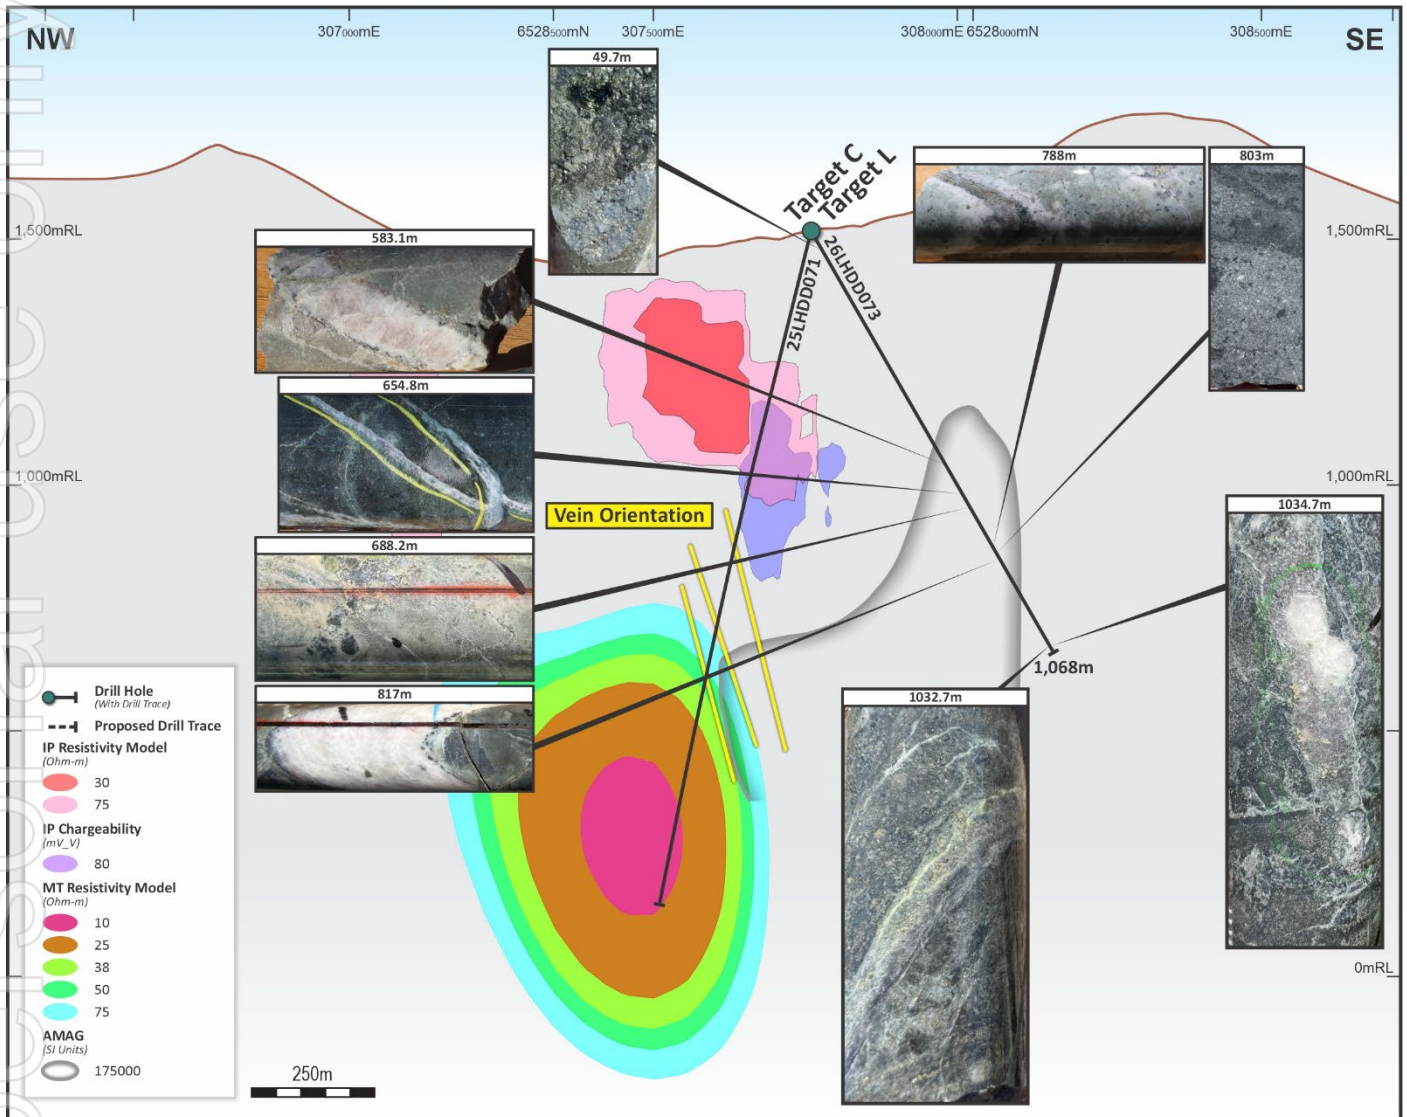 NW
307000mE
6528500mN
307500mE
308000mE
6528000mN
308500mE
SE
49.7m
Target C
Target L
788m
803m
1,500mRL
1,500mRL
583.1m
25LHDD071
26LHDD073
654.8m
1,000mRL
1,000mRL
Vein Orientation
1034.7m
688.2m
1,068m
817m
1032.7m
Drill Hole
(With Drill Trace)
Proposed Drill Trace
IP Resistivity Model
(Ohm-m)
30
75
IP Chargeability
(mV_V)
80
MT Resistivity Model
(Ohm-m)
10
25
38
50
75
AMAG
(SI Units)
175000
0mRL
250m